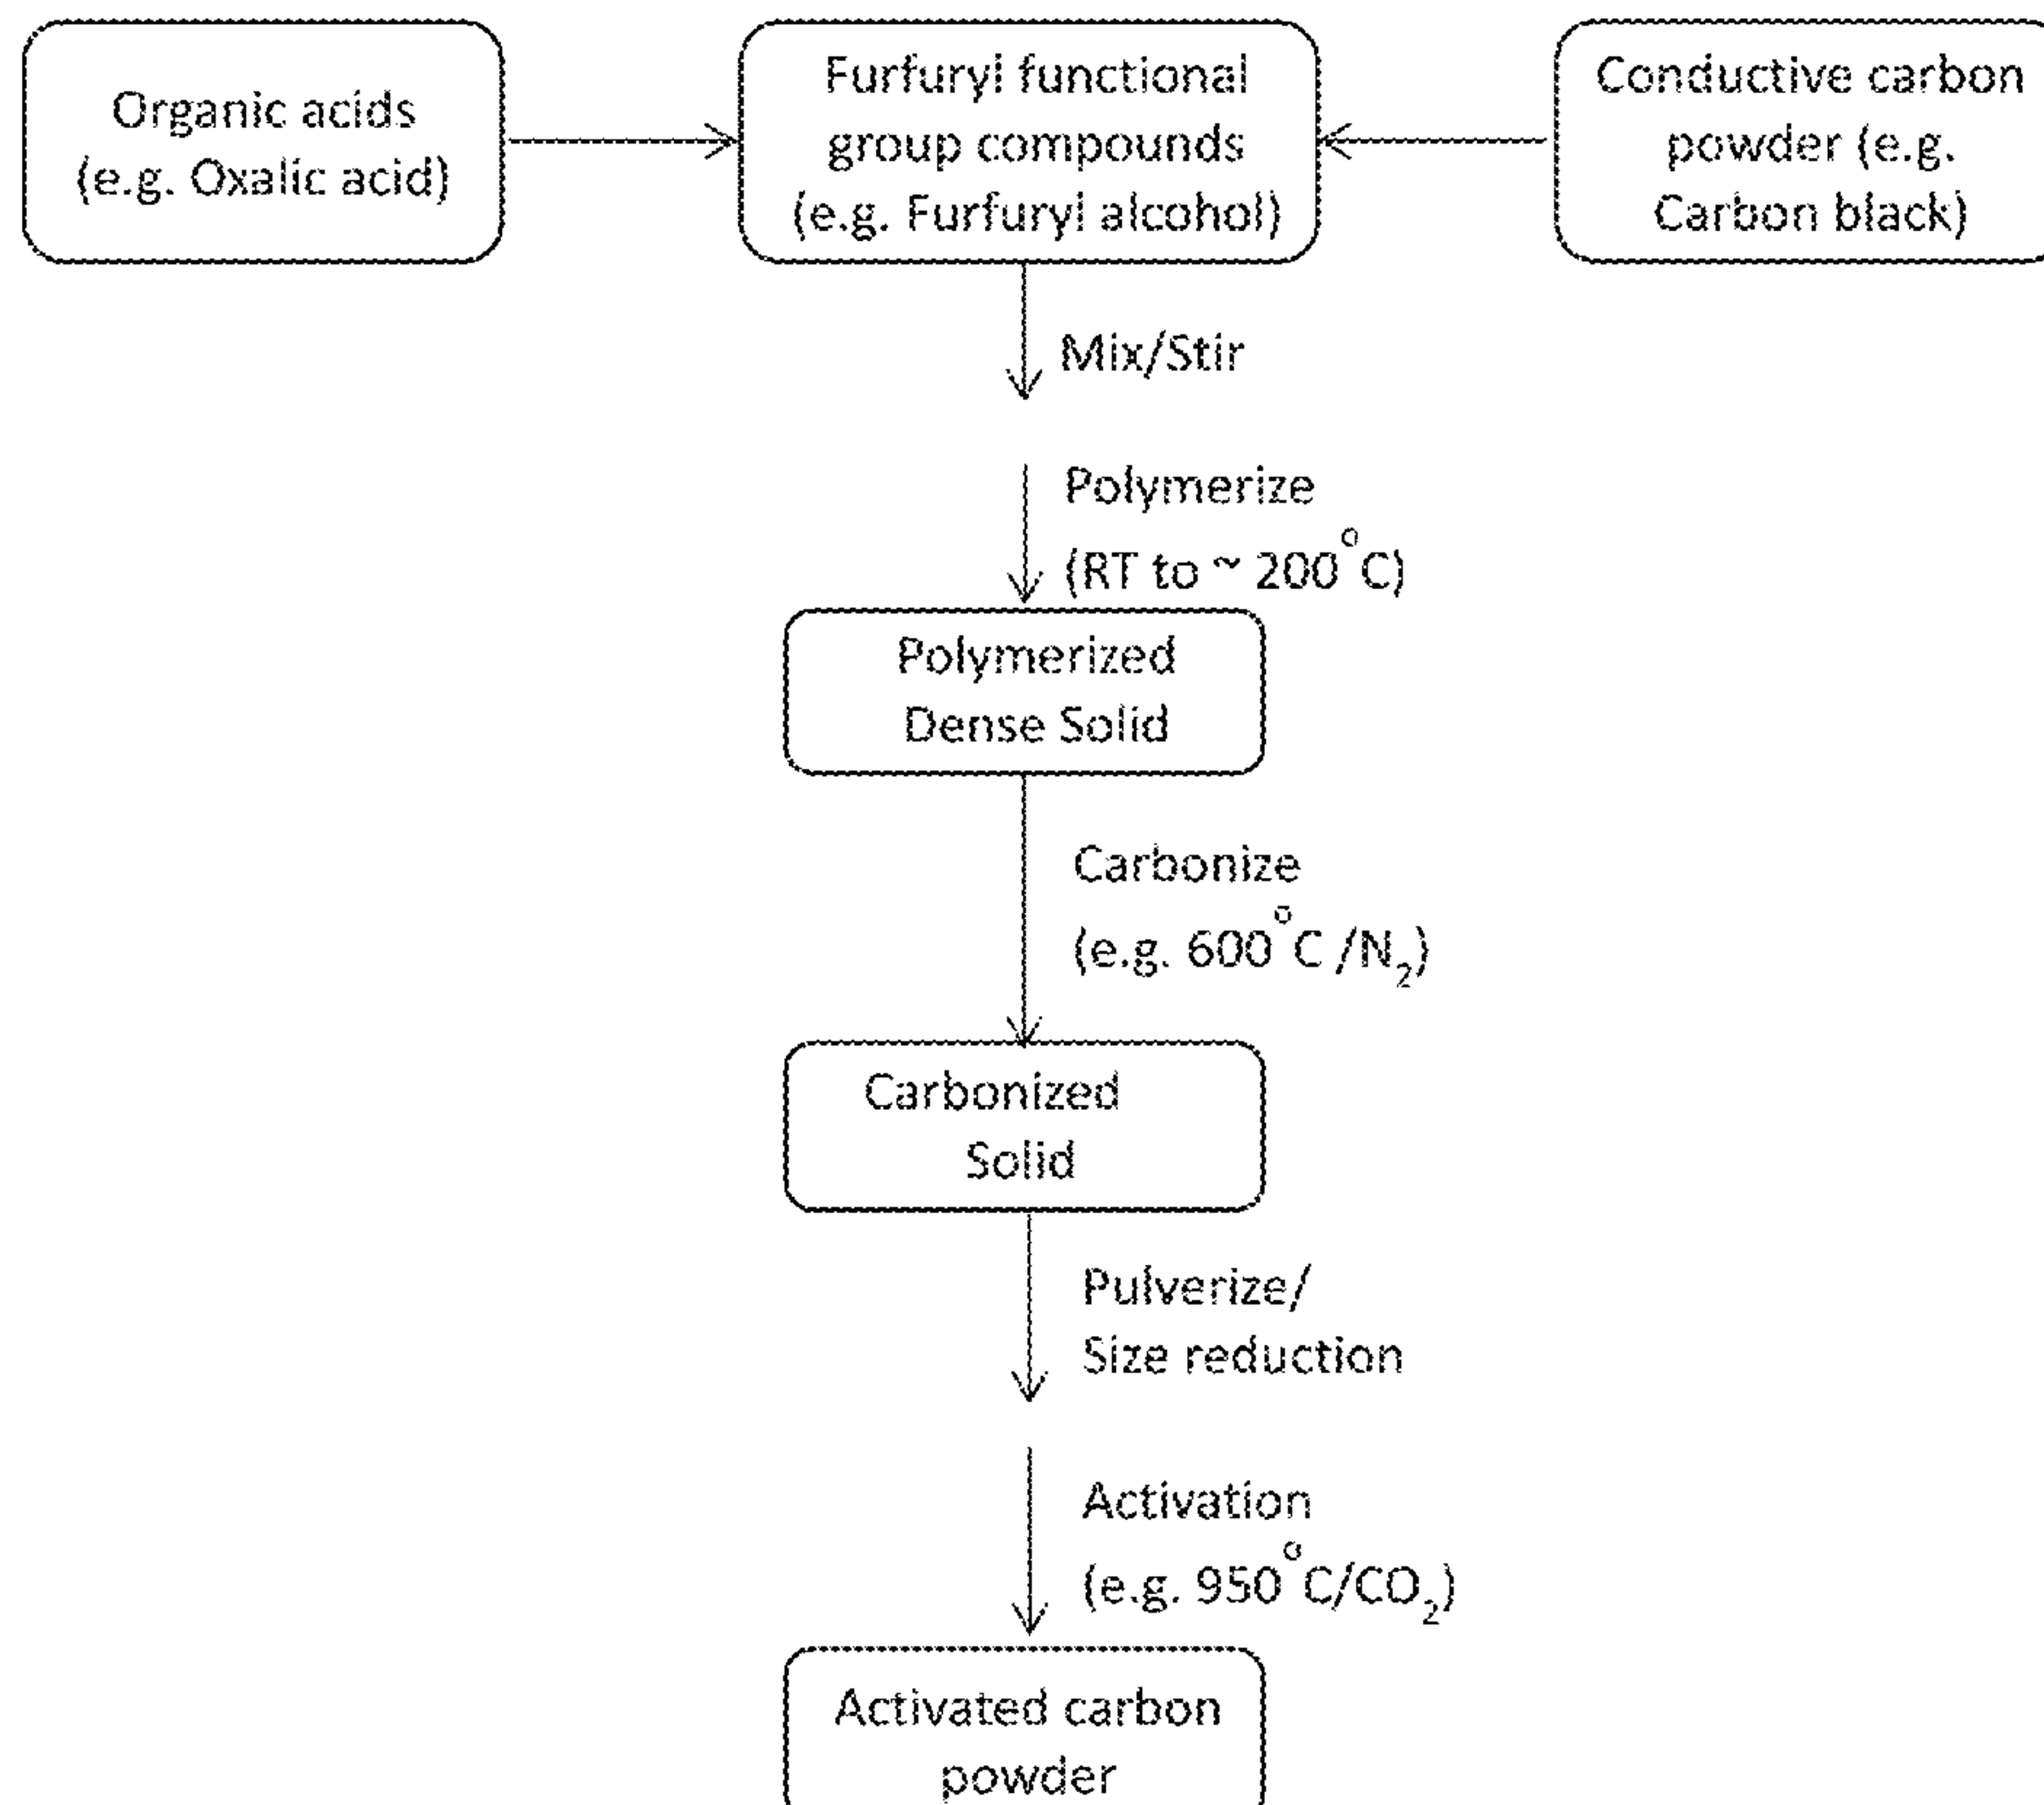 Organic acids
(e.g. Oxalic acid)
Furfuryl functional
group compounds
(e.g. Furfuryl alcohol)
Conductive carbon
powder (e.g.
Carbon black)
Mix/Stir
Polymerize
(RT to ~ 200°C)
Polymerized
Dense Solid
Carbonize
(e.g. 600°C /N₂)
Carbonized
Solid
Pulverize/
Size reduction
Activation
(e.g. 950°C/CO₂)
Activated carbon
powder